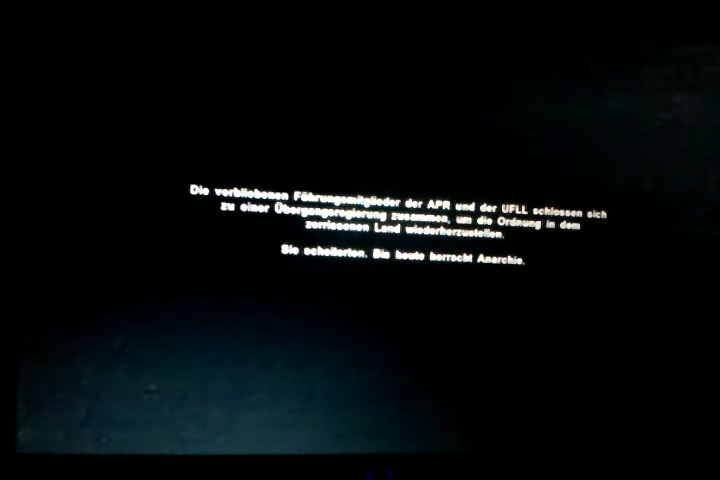 Die verbliebenen Führungsmitglieder der APR und der UFLL schlossen sich
zu einer Übergangsregierung zusammen, um die Ordnung in dem
zerrissenen Land wiederherzustellen.
Sie scheiterten. Bis heute herrscht Anarchie.